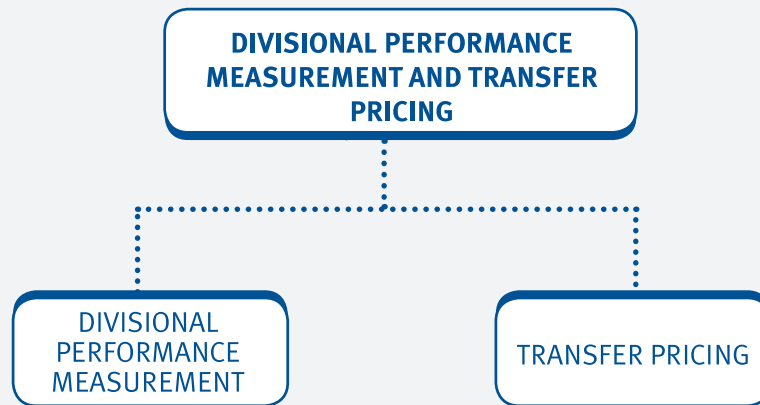 DIVISIONAL PERFORMANCE
MEASUREMENT AND TRANSFER
PRICING
DIVISIONAL
PERFORMANCE
MEASUREMENT
TRANSFER PRICING